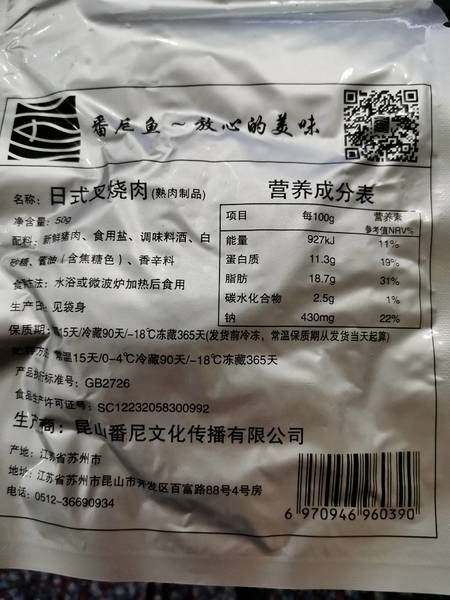 番尼鱼～放心的美味
名称: 日式叉烧肉(熟肉制品)
净含量: 50g
配料: 新鲜猪肉、食用盐、调味料酒、白
砂糖、酱油(含焦糖色)、香辛料
食 方法: 水浴或微波炉加热后食用
生产日 见袋身
保质期: 15天/冷藏90天/-18℃冻藏365天(发货前冷冻，常温保质期从发货当天起算)
方法 常温15天/0-4℃冷藏90天/-18℃冻藏365天
产品执行标准号: GB2726
食品生产许可证号: SC12232058300992
生产商: 昆山番尼文化传播有限公司
产地: 江苏省苏州市
地址: 江苏省苏州市昆山市开发区百富路88号4号房
电话: 0512-36690934
营养成分表
项目 每100g 营养素参考值NRV%
能量 927kJ 11%
蛋白质 11.3g 19%
脂肪 18.7g 31%
碳水化合物 2.5g 1%
钠 430mg 22%
6 970946 960390